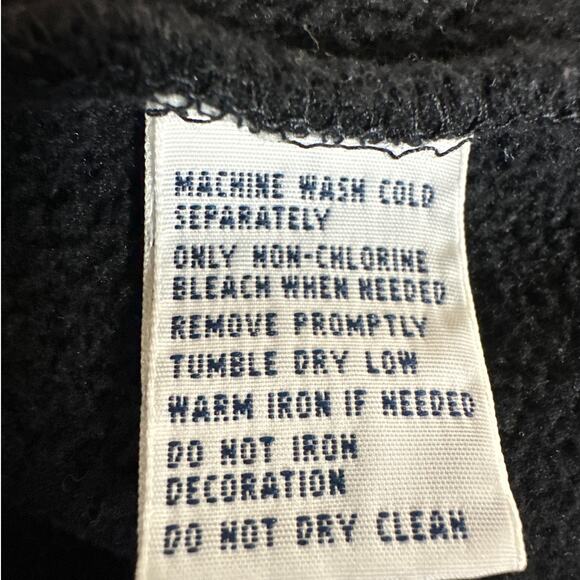 MACHINE WASH COLD
SEPARATELY
ONLY NON-CHLORINE
BLEACH WHEN NEEDED
REMOVE PROMPTLY
TUMBLE DRY LOW
WARM IRON IF NEEDED
DO NOT IRON
DECORATION
DO NOT DRY CLEAN